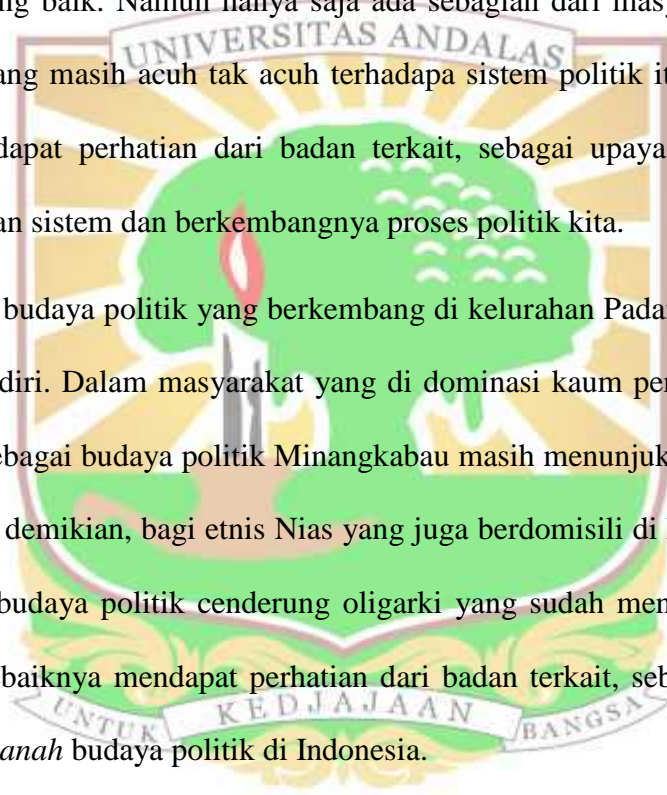 ng baik. Namun hanya saja ada sebagian dari masy
UNIVERSITAS ANDALAS
ang masih acuh tak acuh terhadapa sistem politik it
dapat perhatian dari badan terkait, sebagai upaya
an sistem dan berkembangnya proses politik kita.
budaya politik yang berkembang di kelurahan Pada
diri. Dalam masyarakat yang di dominasi kaum per
ebagai budaya politik Minangkabau masih menunjuk
demikian, bagi etnis Nias yang juga berdomisili di
budaya politik cenderung oligarki yang sudah men
ebaiknya mendapat perhatian dari badan terkait, seb
UNTUK KEDJAJAAN BANGSA
anah budaya politik di Indonesia.